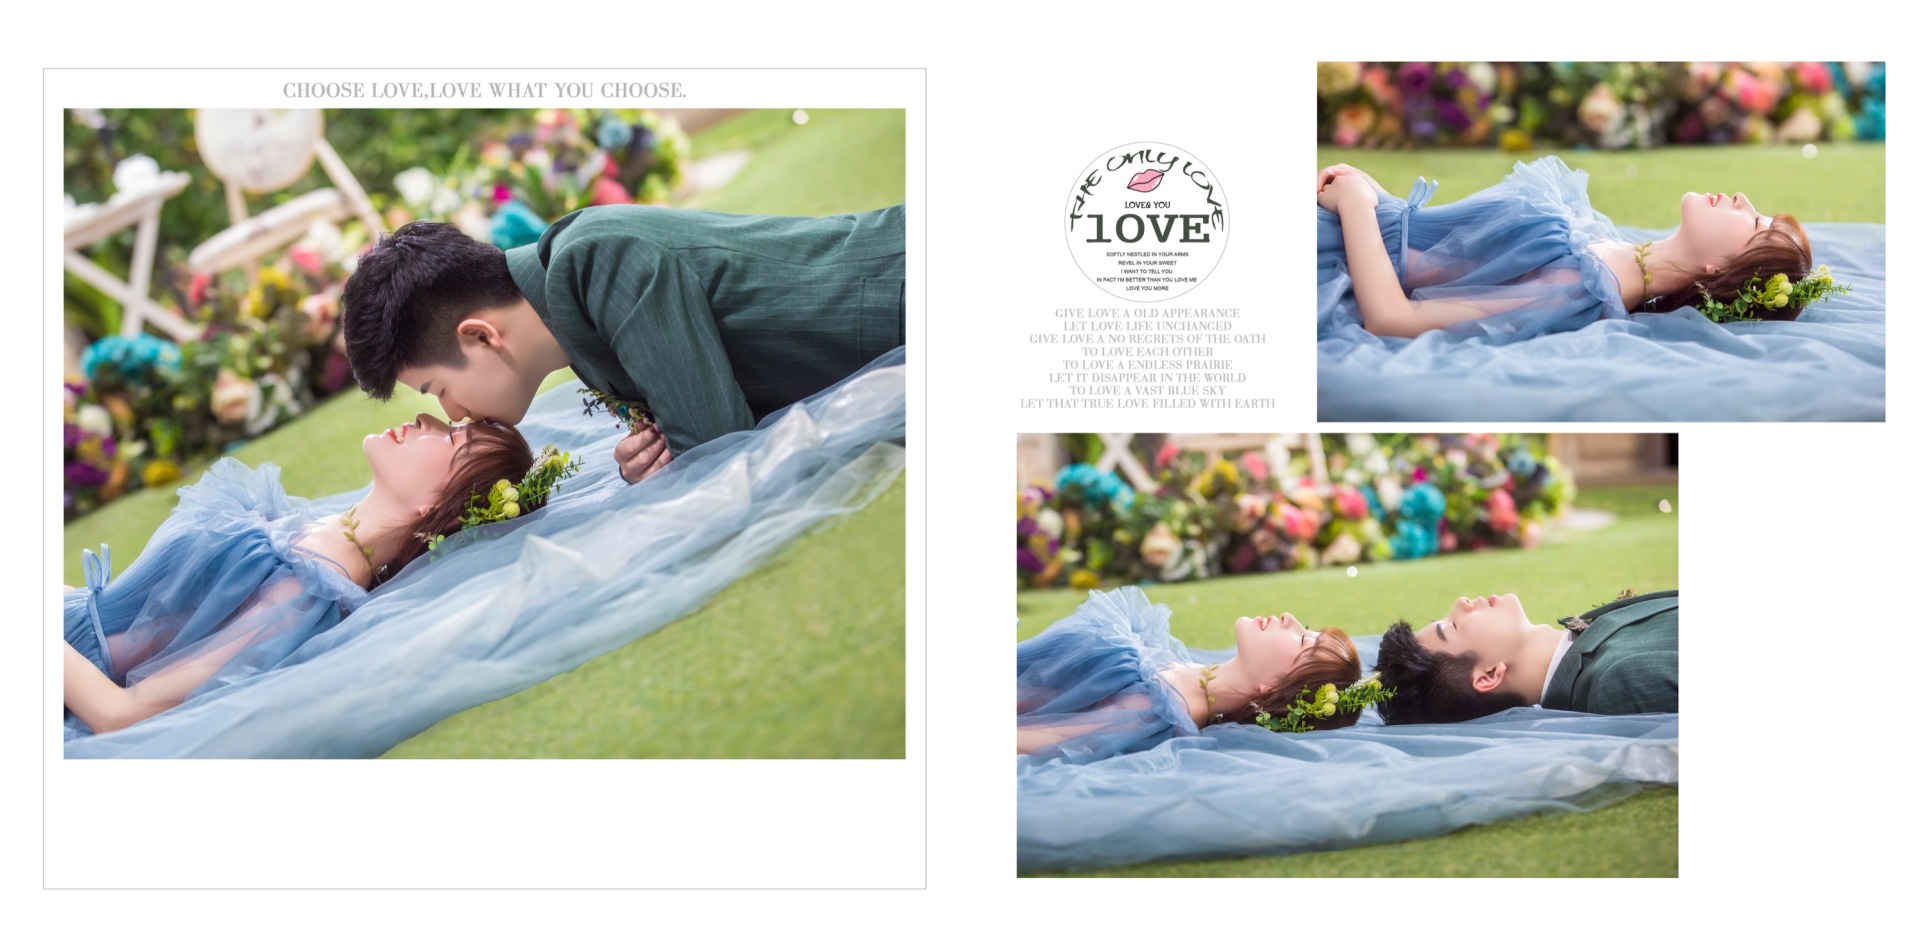 CHOOSE LOVE,LOVE WHAT YOU CHOOSE.
THE ONLY LOVE
LOVE& YOU
LOVE
SOFTLY NESTLED IN YOUR ARMS
REVEL IN YOUR SWEET
I WANT TO TELL YOU
IN FACT I'M BETTER THAN YOU LOVE ME
LOVE YOU MORE
GIVE LOVE A OLD APPEARANCE
LET LOVE LIFE UNCHANGED
GIVE LOVE A NO REGRETS OF THE OATH
TO LOVE EACH OTHER
TO LOVE A ENDLESS PRAIRIE
LET IT DISAPPEAR IN THE WORLD
TO LOVE A VAST BLUE SKY
LET THAT TRUE LOVE FILLED WITH EARTH